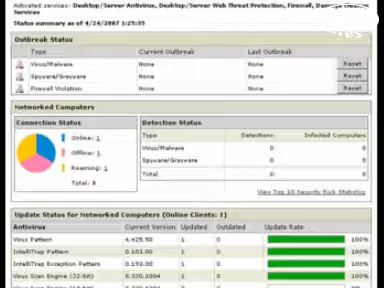 Activated services: Desktop/Server Antivirus, Desktop/Server Web Threat Protection, Firewall, Damage Cleanup
Services
Status summary as of 4/24/2007 1:25:35
Outbreak Status
Type Current Outbreak Last Outbreak
Virus/Malware None None Reset
Spyware/Grayware None None Reset
Firewall Violation None None Reset
Networked Computers
Connection Status
Online: 1
Offline: 1
Roaming: 1
Total:
Detection Status
Type Detections Infected Computers
Virus/Malware 0 0
Spyware/Grayware 0 0
Total 0 0
View Top 10 Security Risk Statistics
Update Status for Networked Computers (Online Clients: 1)
Antivirus Current Version Updated Outdated Update Rate
Virus Pattern 4.425.50 1 0 100%
IntelliTrap Pattern 0.103.00 1 0 100%
IntelliTrap Exception Pattern 0.193.00 1 0 100%
Virus Scan Engine (32-bit) 8.320.1004 1 0 100%